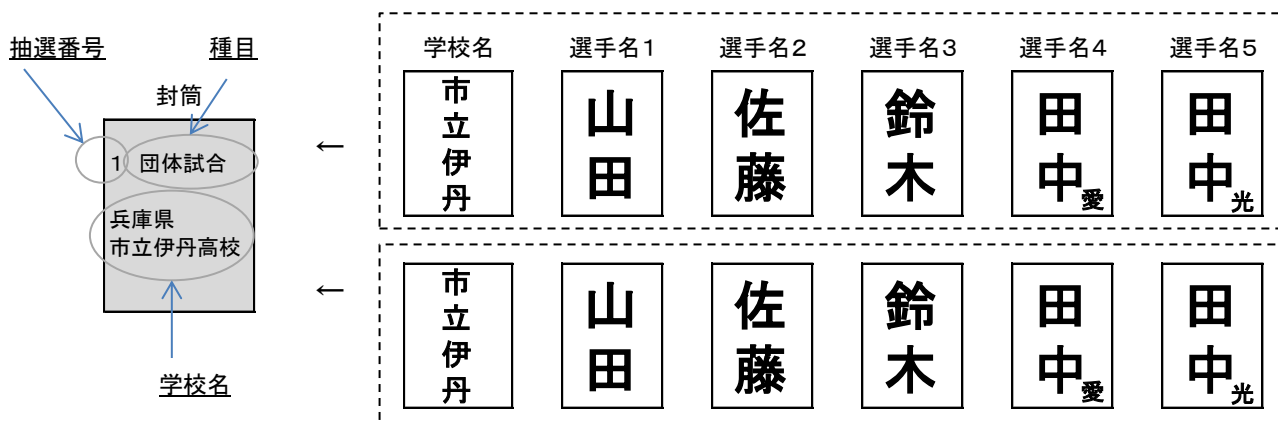 抽選番号
種目
封筒
1 団体試合
兵庫県
市立伊丹高校
学校名
←
←
学校名 選手名1 選手名2 選手名3 選手名4 選手名5
市立伊丹 山田 佐藤 鈴木 田中愛 田中光
市立伊丹 山田 佐藤 鈴木 田中愛 田中光